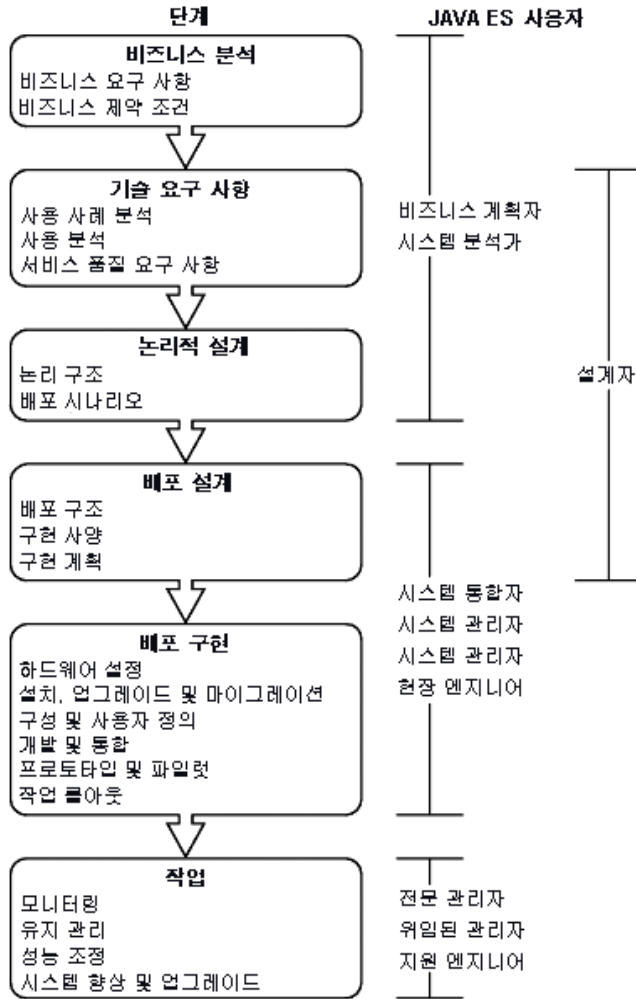 단계
JAVA ES 사용자
비즈니스 분석
비즈니스 요구 사항
비즈니스 제약 조건
기술 요구 사항
사용 사례 분석
사용 분석
서비스 품질 요구 사항
비즈니스 계획자
시스템 분석가
논리적 설계
논리 구조
배포 시나리오
설계자
배포 설계
배포 구조
구현 사양
구현 계획
시스템 통합자
시스템 관리자
시스템 관리자
현장 엔지니어
배포 구현
하드웨어 설정
설치, 업그레이드 및 마이그레이션
구성 및 사용자 정의
개발 및 통합
프로토타입 및 파일럿
작업 롤아웃
작업
모니터링
유지 관리
성능 조정
시스템 향상 및 업그레이드
전문 관리자
위임된 관리자
지원 엔지니어